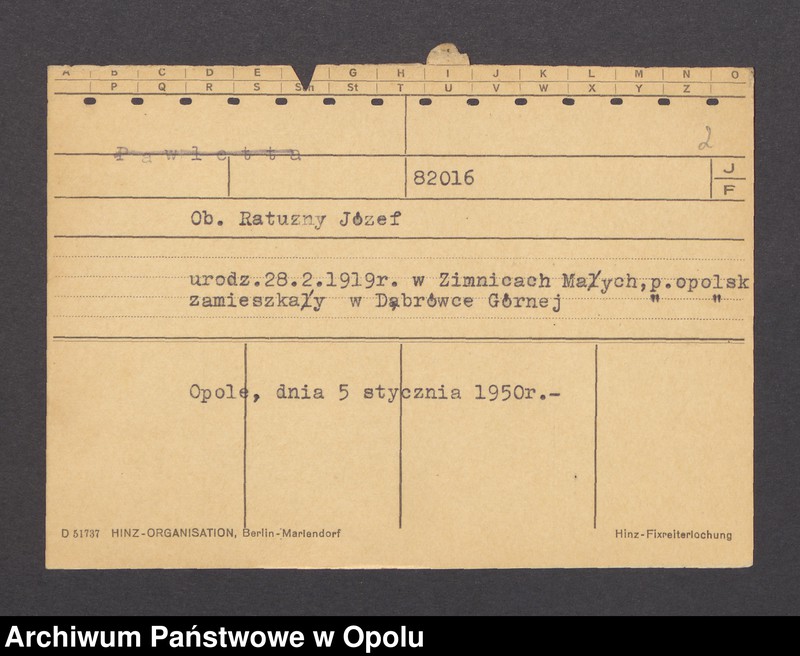 A B C D E G H I J K L M N O
P Q R S Sch St T U V W X Y Z
2
P a w l e t t a
82016
J
F
Ob. Ratuzny Józef
urodz.28.2.1919r. w Zimnicach Małych,p.opolsk
zamieszkały w Dąbrówce Górnej " "
Opole, dnia 5 stycznia 1950r.-
D 51737 HINZ-ORGANISATION, Berlin-Mariendorf
Hinz-Fixreiterlochung
Archiwum Państwowe w Opolu